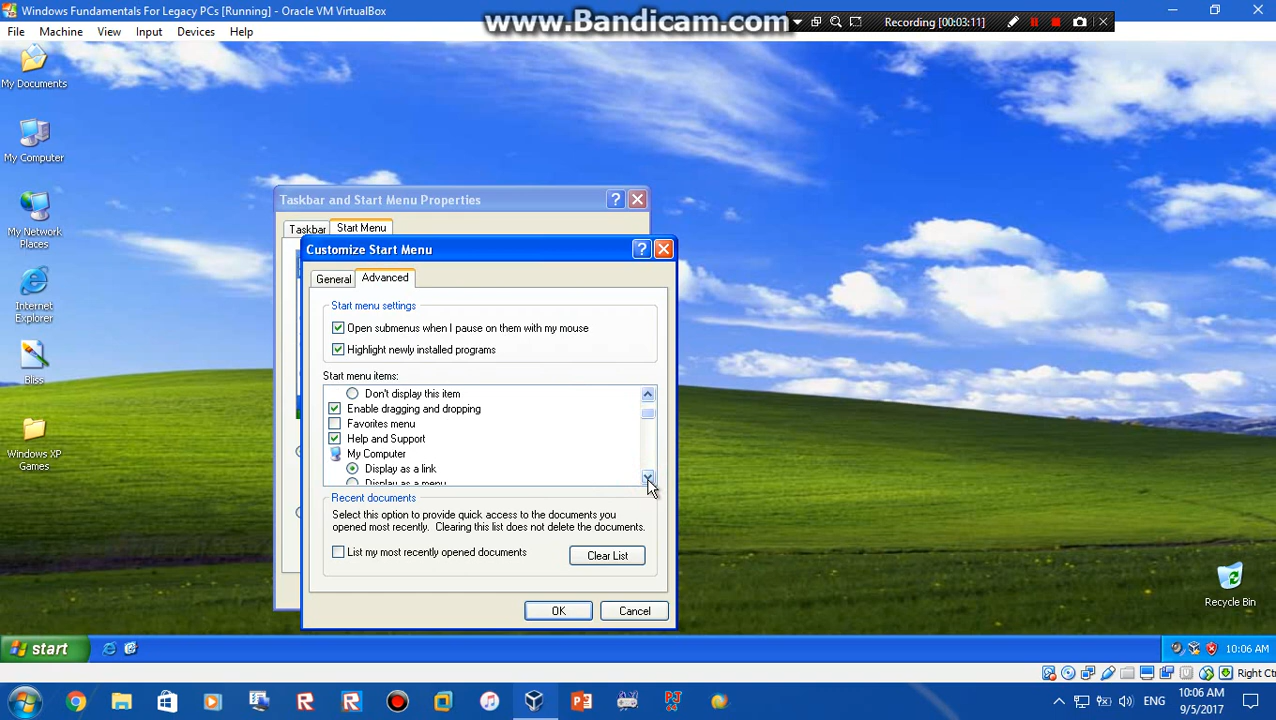 Windows Fundamentals For Legacy PCs [Running] - Oracle VM VirtualBox
www.Bandicam.com
Recording [00:03:11]
File Machine View Input Devices Help
My Documents
My Computer
My Network Places
Internet Explorer
Bliss
Windows XP Games
Taskbar and Start Menu Properties
Taskbar Start Menu
Customize Start Menu
General Advanced
Start menu settings
Open submenus when I pause on them with my mouse
Highlight newly installed programs
Start menu items:
Don't display this item
Enable dragging and dropping
Favorites menu
Help and Support
My Computer
Display as a link
Display as a menu
Recent documents
Select this option to provide quick access to the documents you
opened most recently. Clearing this list does not delete the documents.
List my most recently opened documents
Clear List
OK Cancel
Recycle Bin
start
10:06 AM
Right Ct
ENG
10:06 AM
9/5/2017